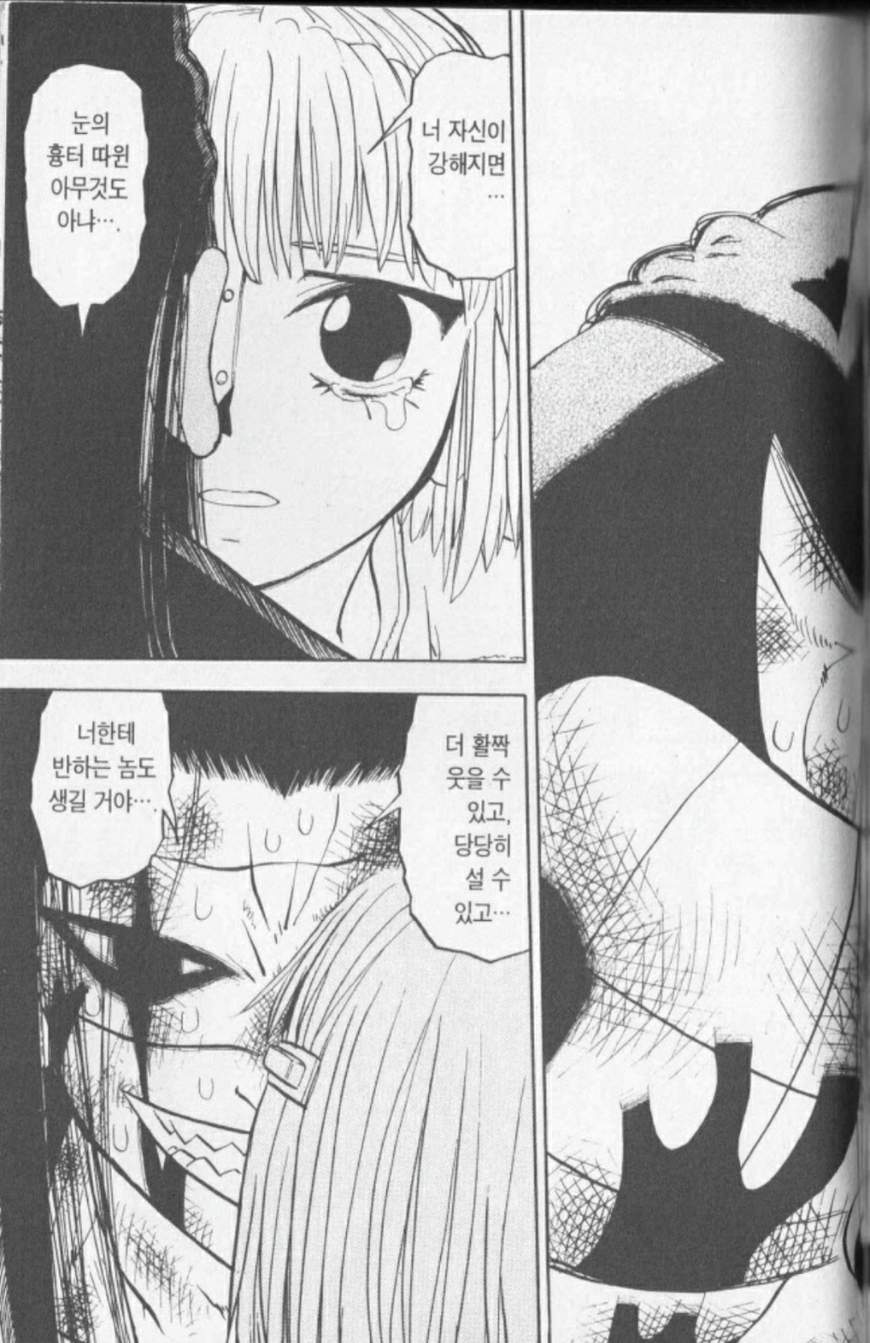 너 자신이
강해지면
…
눈의
흉터 따윈
아무것도
아냐….
더 활짝
웃을 수
있고,
당당히
설 수
있고…
너한테
반하는 놈도
생길 거야….